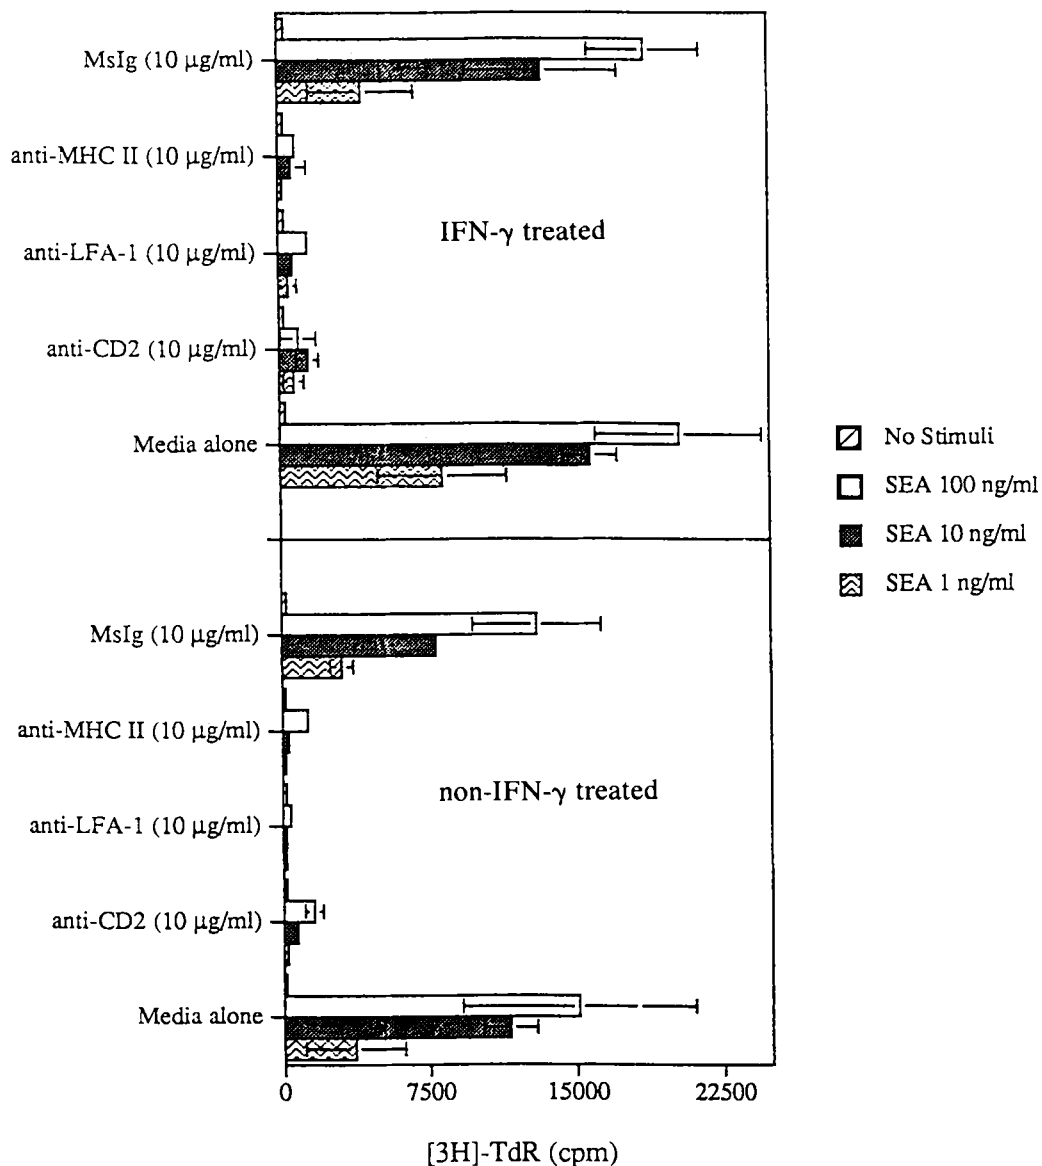 MsIg (10 µg/ml)
anti-MHC II (10 µg/ml)
anti-LFA-1 (10 µg/ml)
anti-CD2 (10 µg/ml)
Media alone
IFN-γ treated
No Stimuli
SEA 100 ng/ml
SEA 10 ng/ml
SEA 1 ng/ml
MsIg (10 µg/ml)
anti-MHC II (10 µg/ml)
anti-LFA-1 (10 µg/ml)
anti-CD2 (10 µg/ml)
Media alone
non-IFN-γ treated
0 7500 15000 22500
[3H]-TdR (cpm)